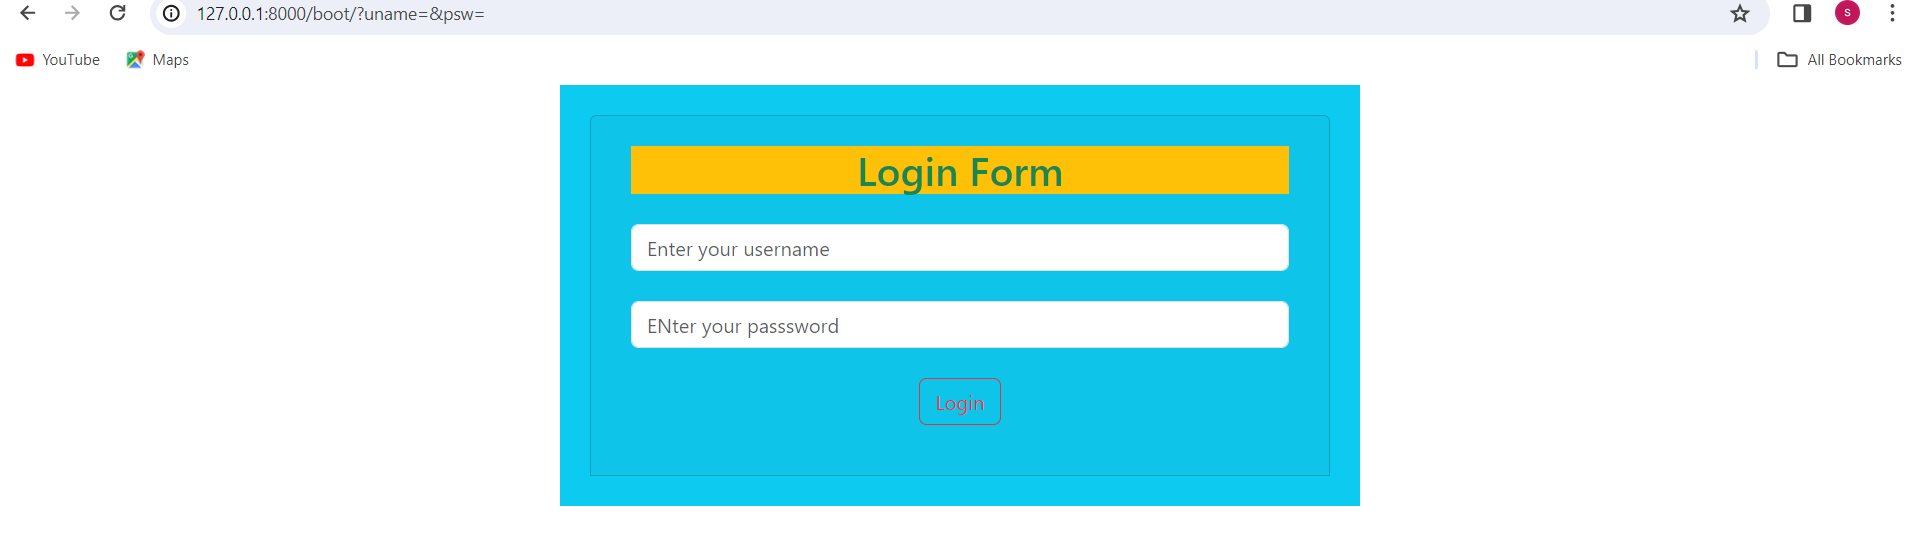 127.0.0.1:8000/boot/?uname=&psw=
S
YouTube Maps All Bookmarks
Login Form
Enter your username
ENter your passsword
Login